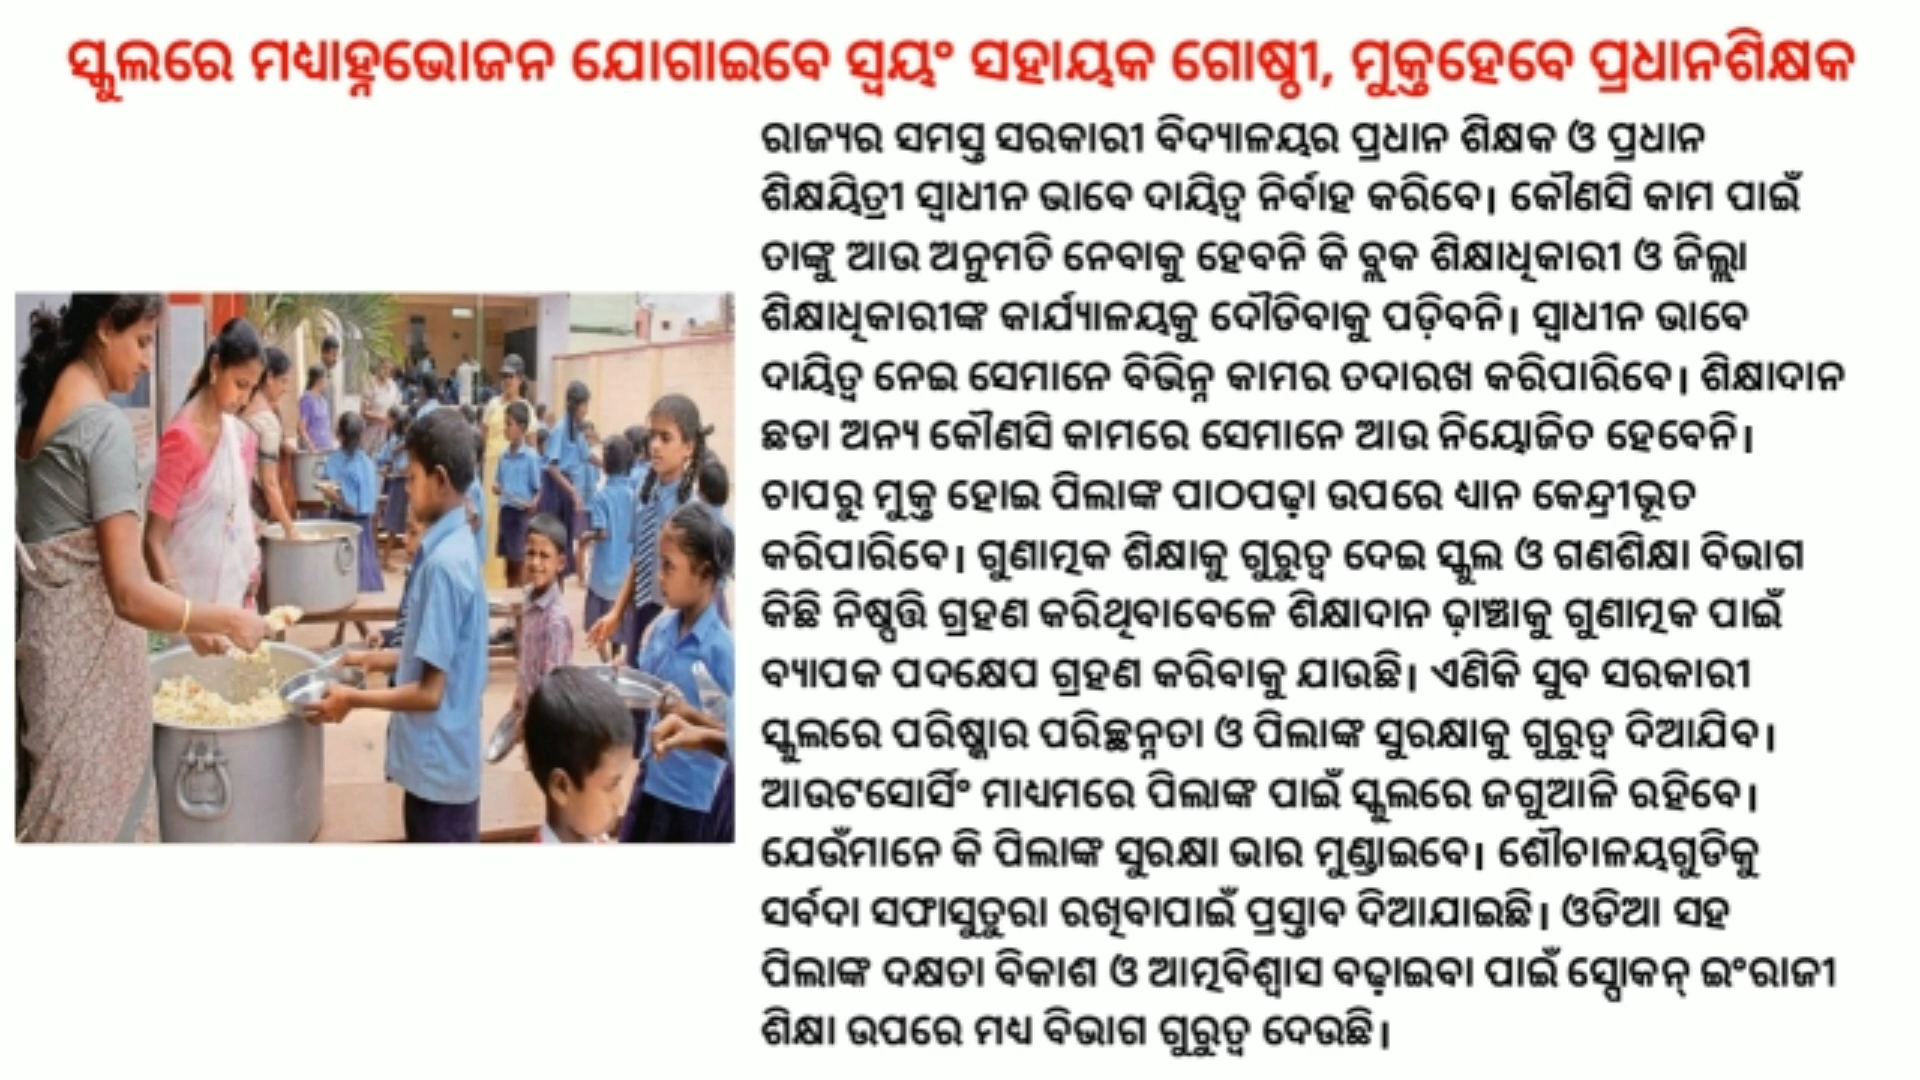 ସ୍କୁଲରେ ମଧ୍ୟାହ୍ନଭୋଜନ ଯୋଗାଇବେ ସ୍ୱୟଂ ସହାୟକ ଗୋଷ୍ଠୀ, ମୁକ୍ତହେବେ ପ୍ରଧାନଶିକ୍ଷକ
ରାଜ୍ୟର ସମସ୍ତ ସରକାରୀ ବିଦ୍ୟାଳୟର ପ୍ରଧାନ ଶିକ୍ଷକ ଓ ପ୍ରଧାନ
ଶିକ୍ଷୟିତ୍ରୀ ସ୍ୱାଧୀନ ଭାବେ ଦାୟିତ୍ୱ ନିର୍ବାହ କରିବେ। କୌଣସି କାମ ପାଇଁ
ତାଙ୍କୁ ଆଉ ଅନୁମତି ନେବାକୁ ହେବନି କି ବ୍ଲକ ଶିକ୍ଷାଧିକାରୀ ଓ ଜିଲ୍ଲା
ଶିକ୍ଷାଧିକାରୀଙ୍କ କାର୍ଯ୍ୟାଳୟକୁ ଦୌଡିବାକୁ ପଡ଼ିବନି। ସ୍ୱାଧୀନ ଭାବେ
ଦାୟିତ୍ୱ ନେଇ ସେମାନେ ବିଭିନ୍ନ କାମର ତଦାରଖ କରିପାରିବେ। ଶିକ୍ଷାଦାନ
ଛଡା ଅନ୍ୟ କୌଣସି କାମରେ ସେମାନେ ଆଉ ନିୟୋଜିତ ହେବେନି।
ଚାପରୁ ମୁକ୍ତ ହୋଇ ପିଲାଙ୍କ ପାଠପଢ଼ା ଉପରେ ଧ୍ୟାନ କେନ୍ଦ୍ରୀଭୂତ
କରିପାରିବେ। ଗୁଣାତ୍ମକ ଶିକ୍ଷାକୁ ଗୁରୁତ୍ୱ ଦେଇ ସ୍କୁଲ ଓ ଗଣଶିକ୍ଷା ବିଭାଗ
କିଛି ନିଷ୍ପତ୍ତି ଗ୍ରହଣ କରିଥିବାବେଳେ ଶିକ୍ଷାଦାନ ଢ଼ାଞ୍ଚାକୁ ଗୁଣାତ୍ମକ ପାଇଁ
ବ୍ୟାପକ ପଦକ୍ଷେପ ଗ୍ରହଣ କରିବାକୁ ଯାଉଛି। ଏଣିକି ସୁବ ସରକାରୀ
ସ୍କୁଲରେ ପରିଷ୍କାର ପରିଚ୍ଛନ୍ନତା ଓ ପିଲାଙ୍କ ସୁରକ୍ଷାକୁ ଗୁରୁତ୍ୱ ଦିଆଯିବ।
ଆଉଟସୋର୍ସିଂ ମାଧ୍ୟମରେ ପିଲାଙ୍କ ପାଇଁ ସ୍କୁଲରେ ଜଗୁଆଳି ରହିବେ।
ଯେଉଁମାନେ କି ପିଲାଙ୍କ ସୁରକ୍ଷା ଭାର ମୁଣ୍ଡାଇବେ। ଶୌଚାଳୟଗୁଡିକୁ
ସର୍ବଦା ସଫାସୁତୁରା ରଖିବାପାଇଁ ପ୍ରସ୍ତାବ ଦିଆଯାଇଛି। ଓଡିଆ ସହ
ପିଲାଙ୍କ ଦକ୍ଷତା ବିକାଶ ଓ ଆତ୍ମବିଶ୍ୱାସ ବଢ଼ାଇବା ପାଇଁ ସ୍ପୋକନ୍ ଇଂରାଜୀ
ଶିକ୍ଷା ଉପରେ ମଧ୍ୟ ବିଭାଗ ଗୁରୁତ୍ୱ ଦେଉଛି।